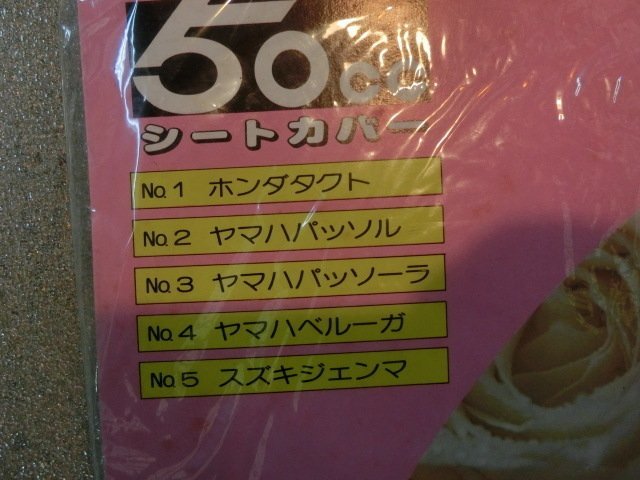 50cc
シートカバー
No.1 ホンダタクト
No.2 ヤマハパッソル
No.3 ヤマハパッソーラ
No.4 ヤマハベルーガ
No.5 スズキジェンマ